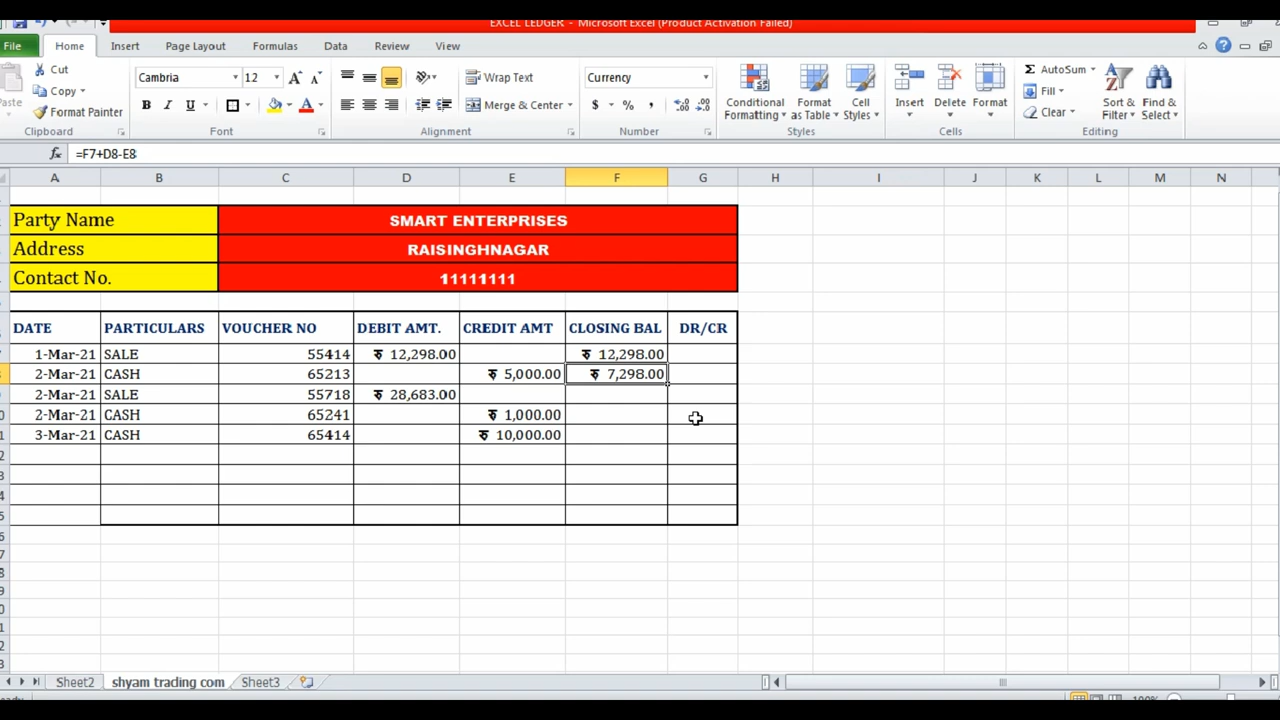 EXCEL LEDGER - Microsoft Excel (Product Activation Failed)
File Home Insert Page Layout Formulas Data Review View
Cut
Copy
Format Painter
Paste
Clipboard
Cambria 12
B I U A
Font
Wrap Text
Merge & Center
Alignment
Currency
$ % ,
Number
Conditional Formatting
Format as Table
Cell Styles
Styles
Insert Delete Format
Cells
Σ AutoSum
Fill
Clear
Sort & Filter
Find & Select
Editing
fx =F7+D8-E8
A B C D E F G H I J K L M N
Party Name SMART ENTERPRISES
Address RAISINGHNAGAR
Contact No. 11111111
DATE PARTICULARS VOUCHER NO DEBIT AMT. CREDIT AMT CLOSING BAL DR/CR
1-Mar-21 SALE 55414 रु 12,298.00 रु 12,298.00
2-Mar-21 CASH 65213 रु 5,000.00 रु 7,298.00
2-Mar-21 SALE 55718 रु 28,683.00
2-Mar-21 CASH 65241 रु 1,000.00
3-Mar-21 CASH 65414 रु 10,000.00
Sheet2 shyam trading com Sheet3
100%